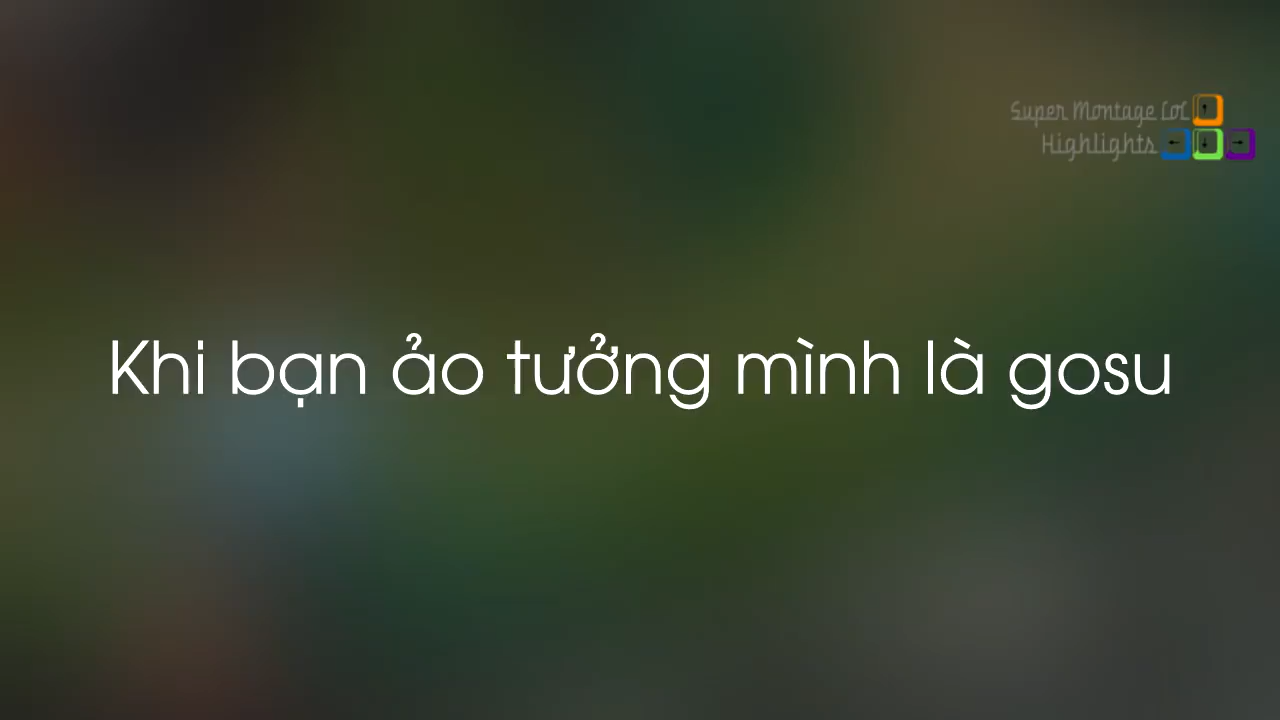 Super Montage LoL
Highlights
Khi bạn ảo tưởng mình là gosu